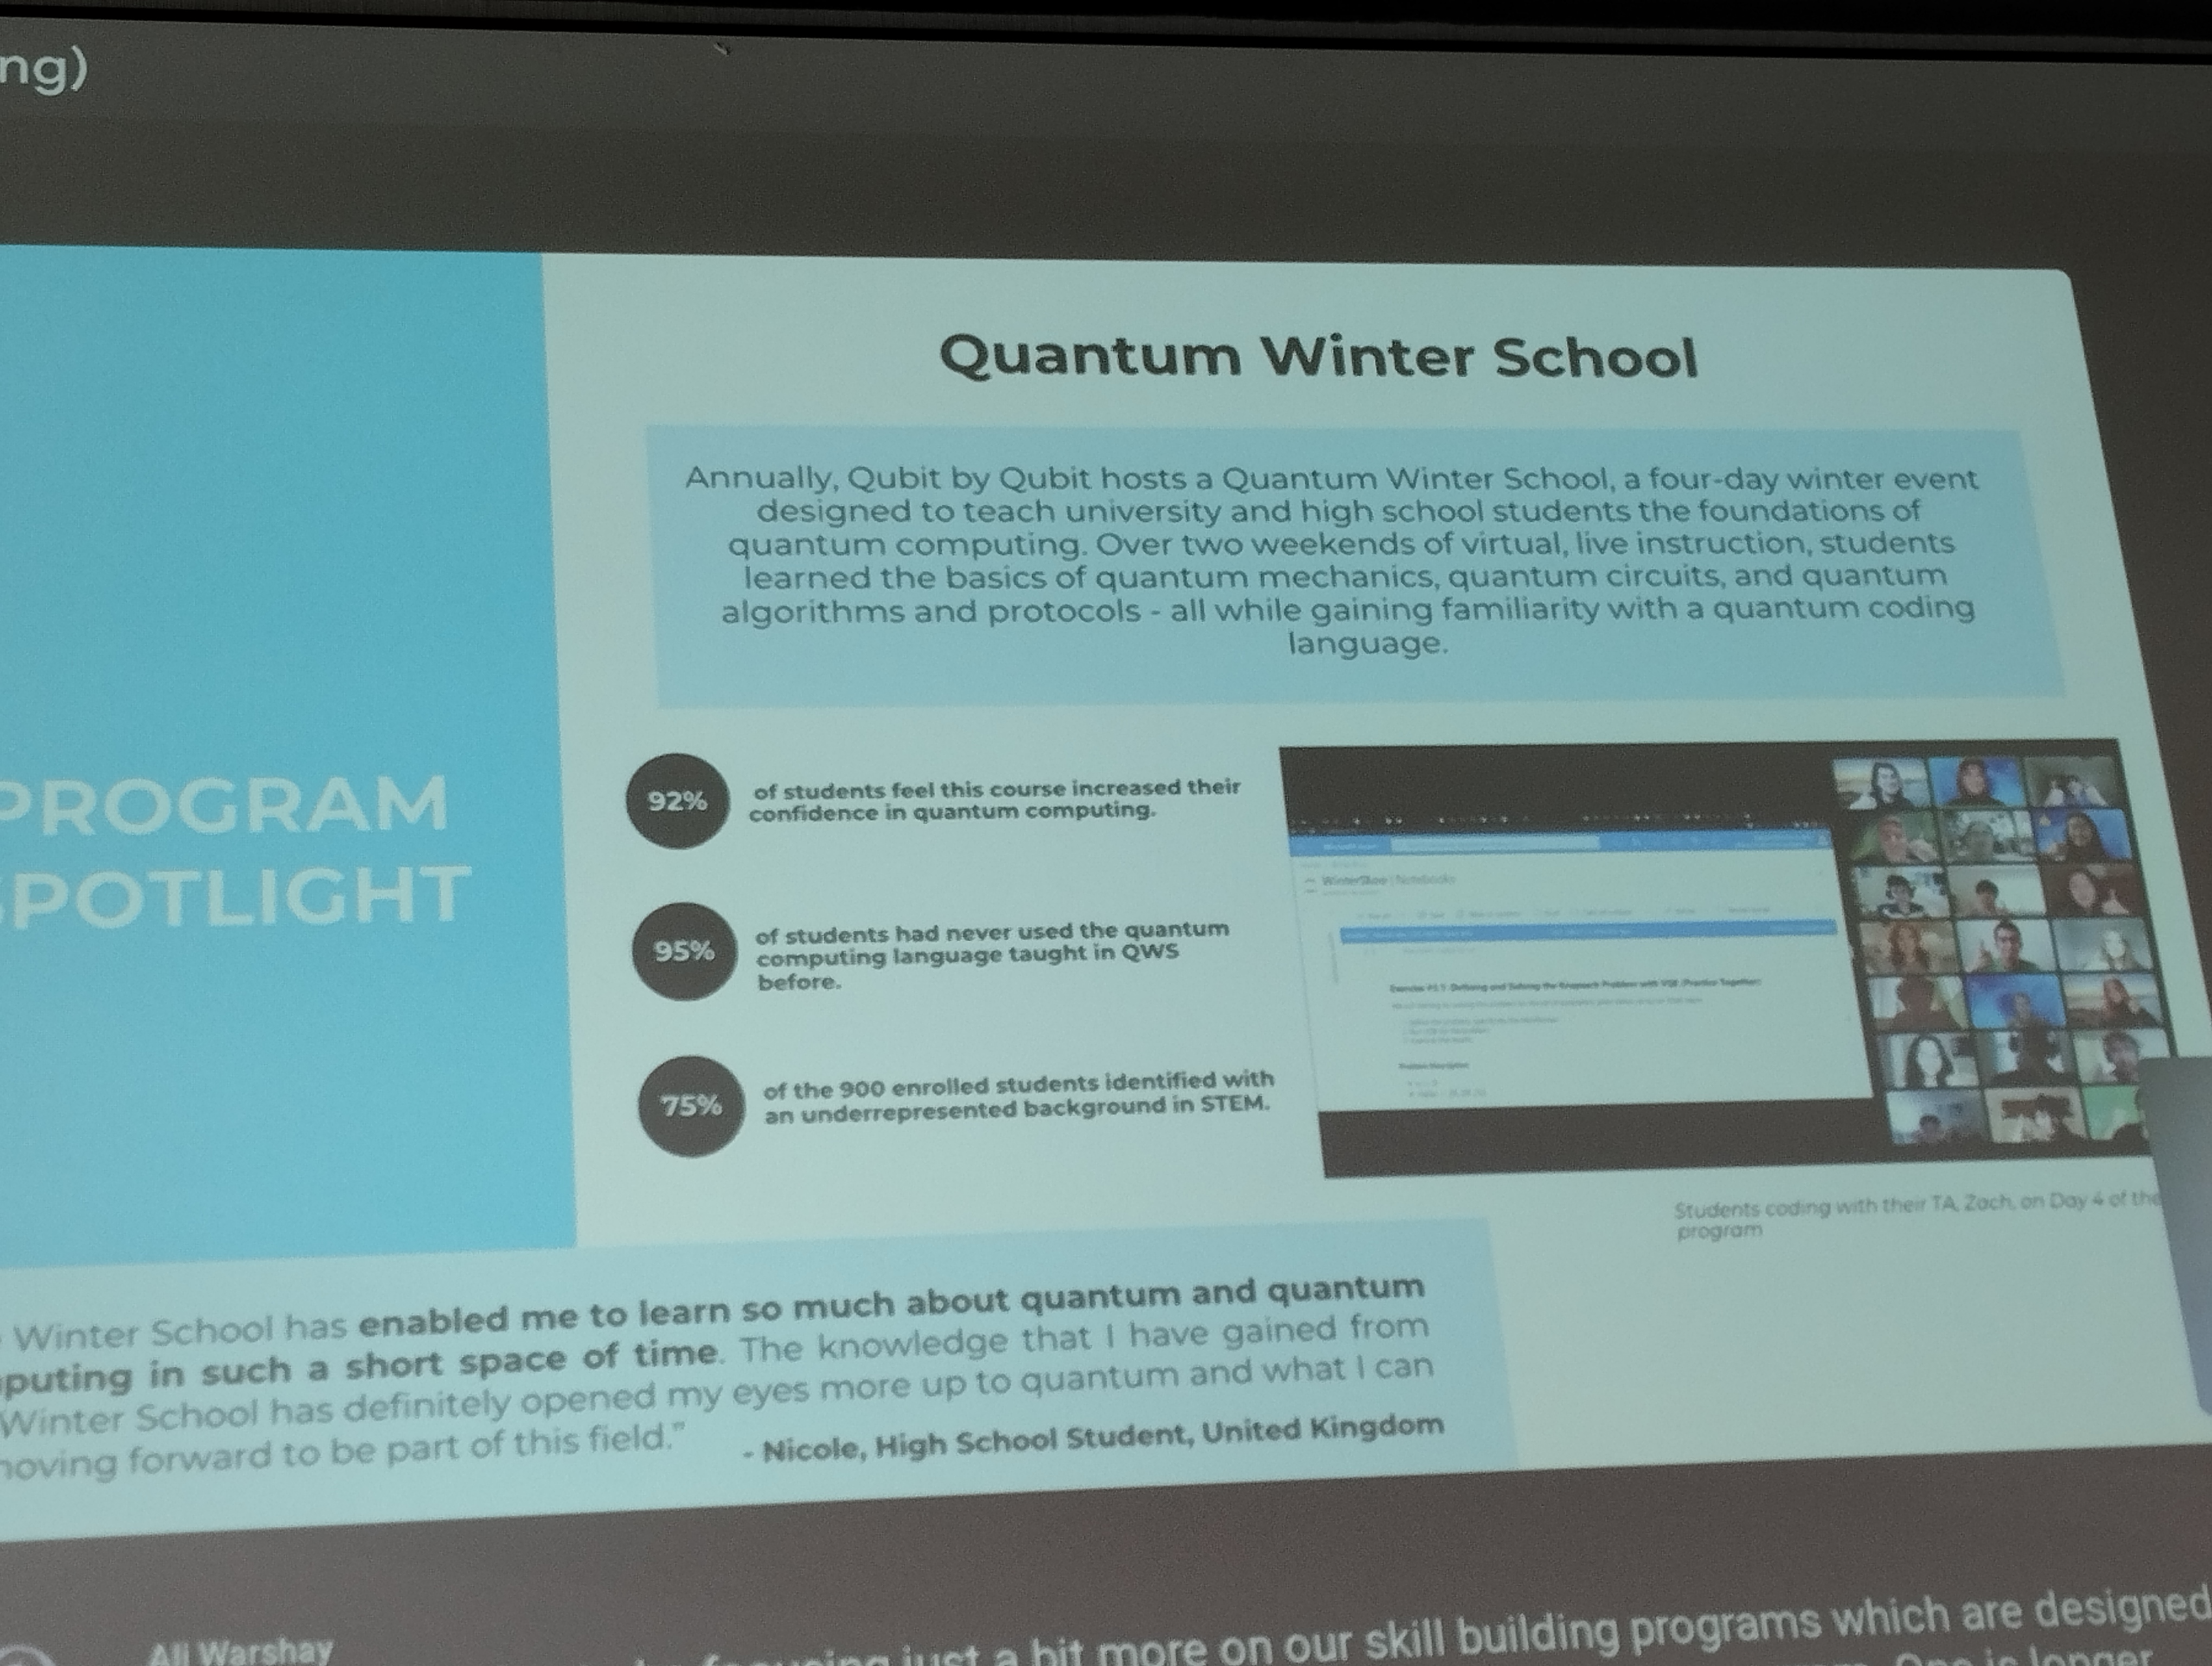 ng)
Quantum Winter School
Annually, Qubit by Qubit hosts a Quantum Winter School, a four-day winter event
designed to teach university and high school students the foundations of
quantum computing. Over two weekends of virtual, live instruction, students
learned the basics of quantum mechanics, quantum circuits, and quantum
algorithms and protocols - all while gaining familiarity with a quantum coding
language.
PROGRAM
SPOTLIGHT
92%
of students feel this course increased their
confidence in quantum computing.
95%
of students had never used the quantum
computing language taught in QWS
before.
75%
of the 900 enrolled students identified with
an underrepresented background in STEM.
Notebooks
Students coding with their TA, Zach, on Day 4 of the
program
Winter School has enabled me to learn so much about quantum and quantum
puting in such a short space of time. The knowledge that I have gained from
Winter School has definitely opened my eyes more up to quantum and what I can
moving forward to be part of this field."
- Nicole, High School Student, United Kingdom
Ali Warshay
focusing just a bit more on our skill building programs which are designed
One is longer